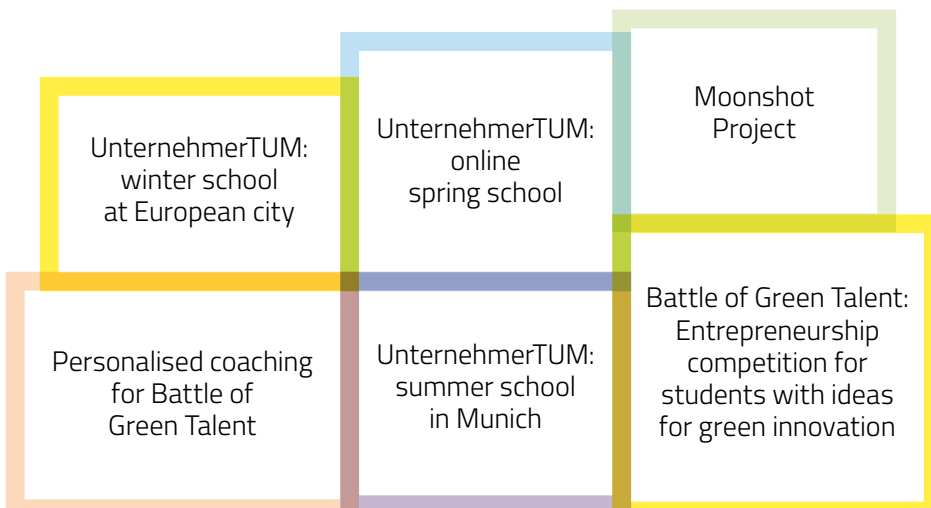 UnternehmerTUM:
winter school
at European city
UnternehmerTUM:
online
spring school
Moonshot
Project
Personalised coaching
for Battle of
Green Talent
UnternehmerTUM:
summer school
in Munich
Battle of Green Talent:
Entrepreneurship
competition for
students with ideas
for green innovation